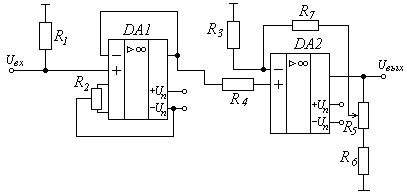 R1
Uвх
R2
DA1
▷∞
−
+
+Uп
−Uп
R3
R4
R7
DA2
▷∞
−
+
+Uп
−Uп
Uвых
R5
R6